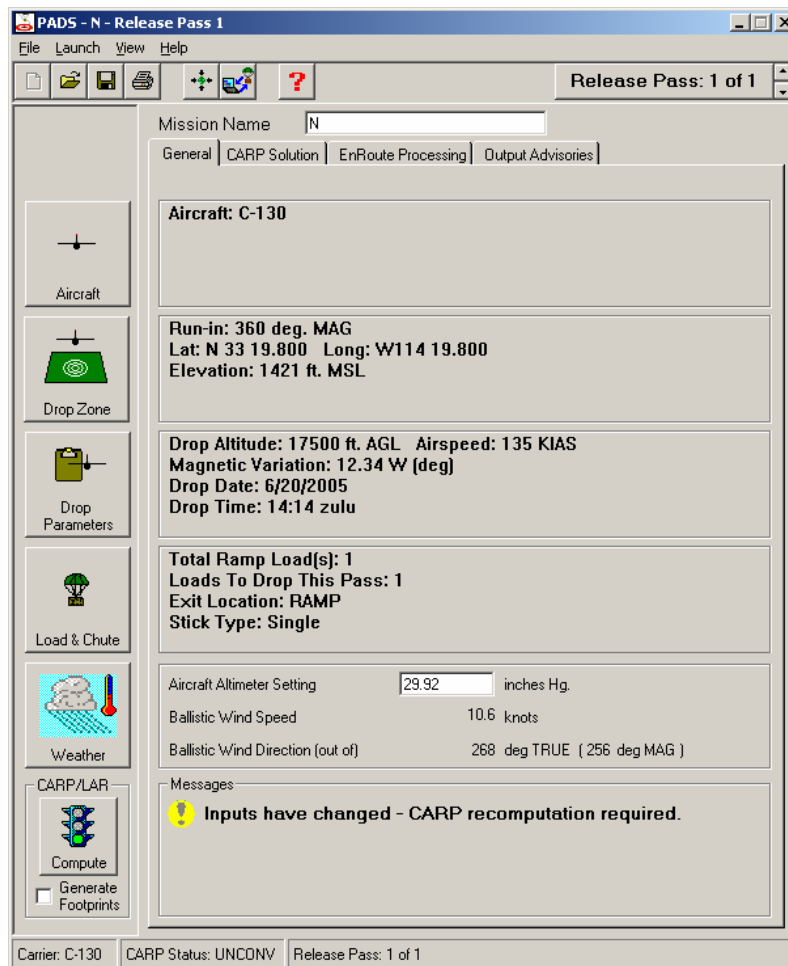 PADS - N - Release Pass 1
File Launch View Help
Release Pass: 1 of 1
Mission Name N
General CARP Solution EnRoute Processing Output Advisories
Aircraft
Aircraft: C-130
Drop Zone
Run-in: 360 deg. MAG
Lat: N 33 19.800 Long: W114 19.800
Elevation: 1421 ft. MSL
Drop
Parameters
Drop Altitude: 17500 ft. AGL Airspeed: 135 KIAS
Magnetic Variation: 12.34 W (deg)
Drop Date: 6/20/2005
Drop Time: 14:14 zulu
Load & Chute
Total Ramp Load(s): 1
Loads To Drop This Pass: 1
Exit Location: RAMP
Stick Type: Single
Weather
Aircraft Altimeter Setting 29.92 inches Hg.
Ballistic Wind Speed 10.6 knots
Ballistic Wind Direction (out of) 268 deg TRUE ( 256 deg MAG )
CARP/LAR
Compute
Generate
Footprints
Messages
Inputs have changed - CARP recomputation required.
Carrier: C-130 CARP Status: UNCONV Release Pass: 1 of 1